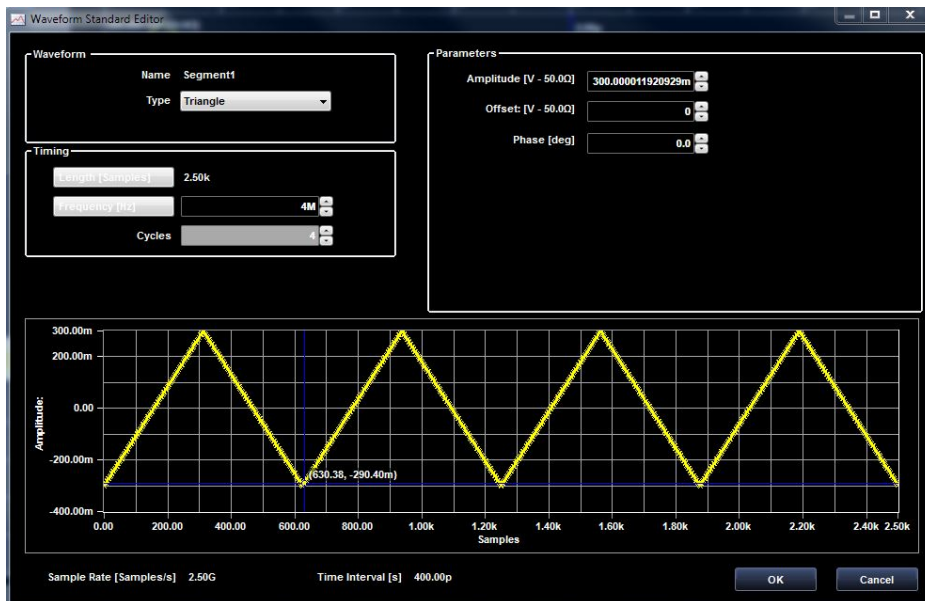 Waveform Standard Editor
Waveform
Name Segment1
Type Triangle
Timing
Length [Samples] 2.50k
Frequency [Hz] 4M
Cycles 4
Parameters
Amplitude [V - 50.0Ω] 300.000011920929m
Offset: [V - 50.0Ω] 0
Phase [deg] 0.0
300.00m
200.00m
0.00
-200.00m
-400.00m
Amplitude:
(630.38, -290.40m)
0.00 200.00 400.00 600.00 800.00 1.00k 1.20k 1.40k 1.60k 1.80k 2.00k 2.20k 2.40k 2.50k
Samples
Sample Rate [Samples/s] 2.50G Time Interval [s] 400.00p
OK Cancel